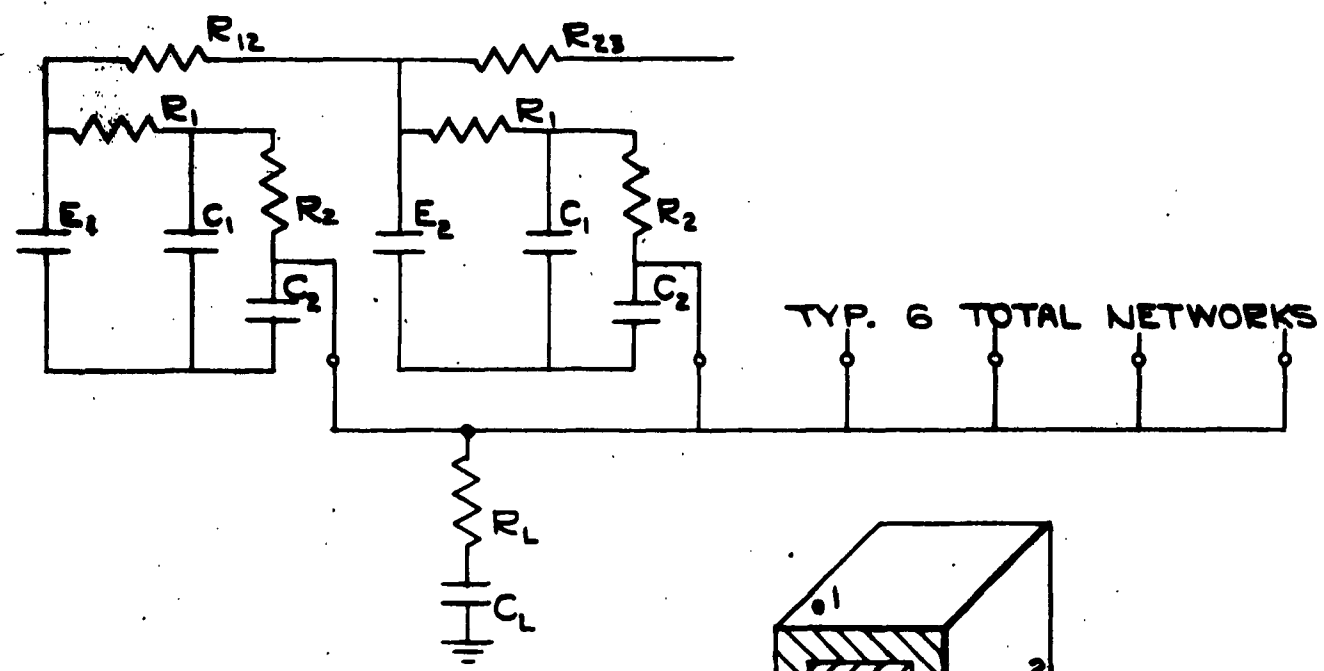 R12 R23
R1 R1
E1 C1 R2 E2 C1 R2
C2 C2
TYP. 6 TOTAL NETWORKS
RL
CL
1
2